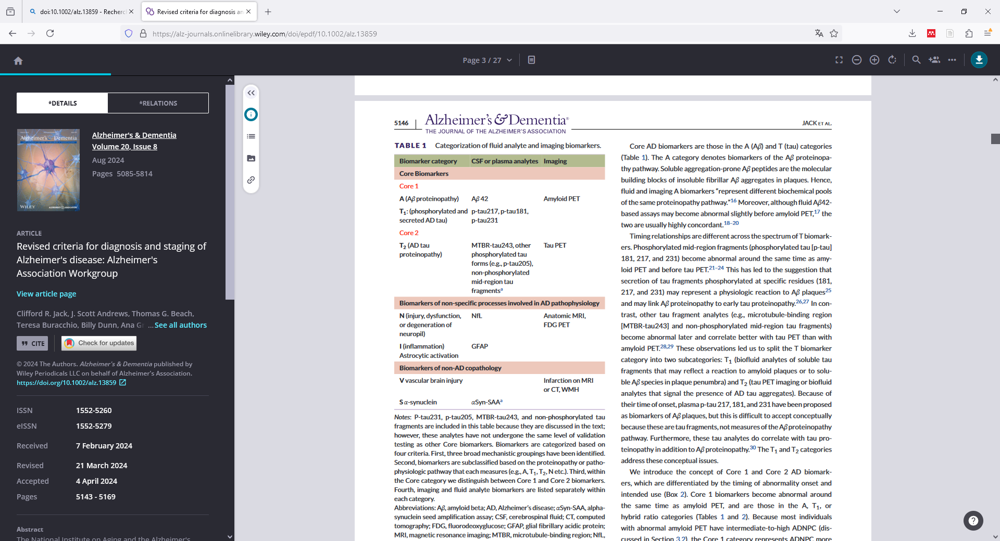 doi:10.1002/alz.13859 - Recherc
Revised criteria for diagnosis an
https://alz-journals.onlinelibrary.wiley.com/doi/epdf/10.1002/alz.13859
Page 3 / 27
*DETAILS
*RELATIONS
Alzheimer's & Dementia
WILEY
Alzheimer's & Dementia
Volume 20, Issue 8
Aug 2024
Pages 5085-5814
ARTICLE
Revised criteria for diagnosis and staging of
Alzheimer's disease: Alzheimer's
Association Workgroup
View article page
Clifford R. Jack, J. Scott Andrews, Thomas G. Beach,
Teresa Buracchio, Billy Dunn, Ana Gr ...See all authors
CITE
Check for updates
© 2024 The Authors. Alzheimer's & Dementia published by
Wiley Periodicals LLC on behalf of Alzheimer's Association.
https://doi.org/10.1002/alz.13859
ISSN 1552-5260
eISSN 1552-5279
Received 7 February 2024
Revised 21 March 2024
Accepted 4 April 2024
Pages 5143 - 5169
Abstract
The National Institute on Aging and the Alzheimer's
5146
Alzheimer's & Dementia®
THE JOURNAL OF THE ALZHEIMER'S ASSOCIATION
JACK ET AL.
TABLE 1 Categorization of fluid analyte and imaging biomarkers.
Biomarker category CSF or plasma analytes Imaging
Core Biomarkers
Core 1
A (Aβ proteinopathy) Aβ 42 Amyloid PET
T1: (phosphorylated and p-tau217, p-tau181,
secreted AD tau) p-tau231
Core 2
T2 (AD tau MTBR-tau243, other Tau PET
proteinopathy) phosphorylated tau
forms (e.g., p-tau205),
non-phosphorylated
mid-region tau
fragmentsa
Biomarkers of non-specific processes involved in AD pathophysiology
N (injury, dysfunction, NfL Anatomic MRI,
or degeneration of FDG PET
neuropil)
I (inflammation) GFAP
Astrocytic activation
Biomarkers of non-AD copathology
V vascular brain injury Infarction on MRI
or CT, WMH
S α-synuclein αSyn-SAAa
Notes: P-tau231, p-tau205, MTBR-tau243, and non-phosphorylated tau
fragments are included in this table because they are discussed in the text;
however, these analytes have not undergone the same level of validation
testing as other Core biomarkers. Biomarkers are categorized based on
four criteria. First, three broad mechanistic groupings have been identified.
Second, biomarkers are subclassified based on the proteinopathy or patho-
physiologic pathway that each measures (e.g., A, T1, T2, N etc.). Third, within
the Core category we distinguish between Core 1 and Core 2 biomarkers.
Fourth, imaging and fluid analyte biomarkers are listed separately within
each category.
Abbreviations: Aβ, amyloid beta; AD, Alzheimer's disease; αSyn-SAA, alpha-
synuclein seed amplification assay; CSF, cerebrospinal fluid; CT, computed
tomography; FDG, fluorodeoxyglucose; GFAP, glial fibrillary acidic protein;
MRI, magnetic resonance imaging; MTBR, microtubule-binding region; NfL,
Core AD biomarkers are those in the A (Aβ) and T (tau) categories
(Table 1). The A category denotes biomarkers of the Aβ proteinopa-
thy pathway. Soluble aggregation-prone Aβ peptides are the molecular
building blocks of insoluble fibrillar Aβ aggregates in plaques. Hence,
fluid and imaging A biomarkers “represent different biochemical pools
of the same proteinopathy pathway.”16 Moreover, although fluid Aβ42-
based assays may become abnormal slightly before amyloid PET,17 the
two are usually highly concordant.18–20
Timing relationships are different across the spectrum of T biomark-
ers. Phosphorylated mid-region fragments (phosphorylated tau [p-tau]
181, 217, and 231) become abnormal around the same time as amy-
loid PET and before tau PET.21–24 This has led to the suggestion that
secretion of tau fragments phosphorylated at specific residues (181,
217, and 231) may represent a physiologic reaction to Aβ plaques25
and may link Aβ proteinopathy to early tau proteinopathy.26,27 In con-
trast, other tau fragment analytes (e.g., microtubule-binding region
[MTBR-tau243] and non-phosphorylated mid-region tau fragments)
become abnormal later and correlate better with tau PET than with
amyloid PET.28,29 These observations led us to split the T biomarker
category into two subcategories: T1 (biofluid analytes of soluble tau
fragments that may reflect a reaction to amyloid plaques or to solu-
ble Aβ species in plaque penumbra) and T2 (tau PET imaging or biofluid
analytes that signal the presence of AD tau aggregates). Because of
their time of onset, plasma p-tau 217, 181, and 231 have been proposed
as biomarkers of Aβ plaques, but this is difficult to accept conceptually
because these are tau fragments, not measures of the Aβ proteinopathy
pathway. Furthermore, these tau analytes do correlate with tau pro-
teinopathy in addition to Aβ proteinopathy.30 The T1 and T2 categories
address these conceptual issues.
We introduce the concept of Core 1 and Core 2 AD biomark-
ers, which are differentiated by the timing of abnormality onset and
intended use (Box 2). Core 1 biomarkers become abnormal around
the same time as amyloid PET, and are those in the A, T1, or
hybrid ratio categories (Tables 1 and 2). Because most individuals
with abnormal amyloid PET have intermediate-to-high ADNPC (dis-
cussed in Section 3.2), the Core 1 category represents ADNPC more